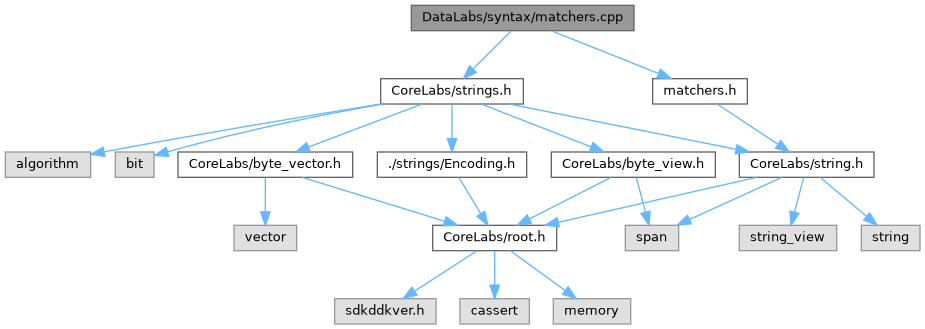 DataLabs/syntax/matchers.cpp
CoreLabs/strings.h
matchers.h
algorithm
bit
CoreLabs/byte_vector.h
./strings/Encoding.h
CoreLabs/byte_view.h
CoreLabs/string.h
vector
CoreLabs/root.h
span
string_view
string
sdkddkver.h
cassert
memory